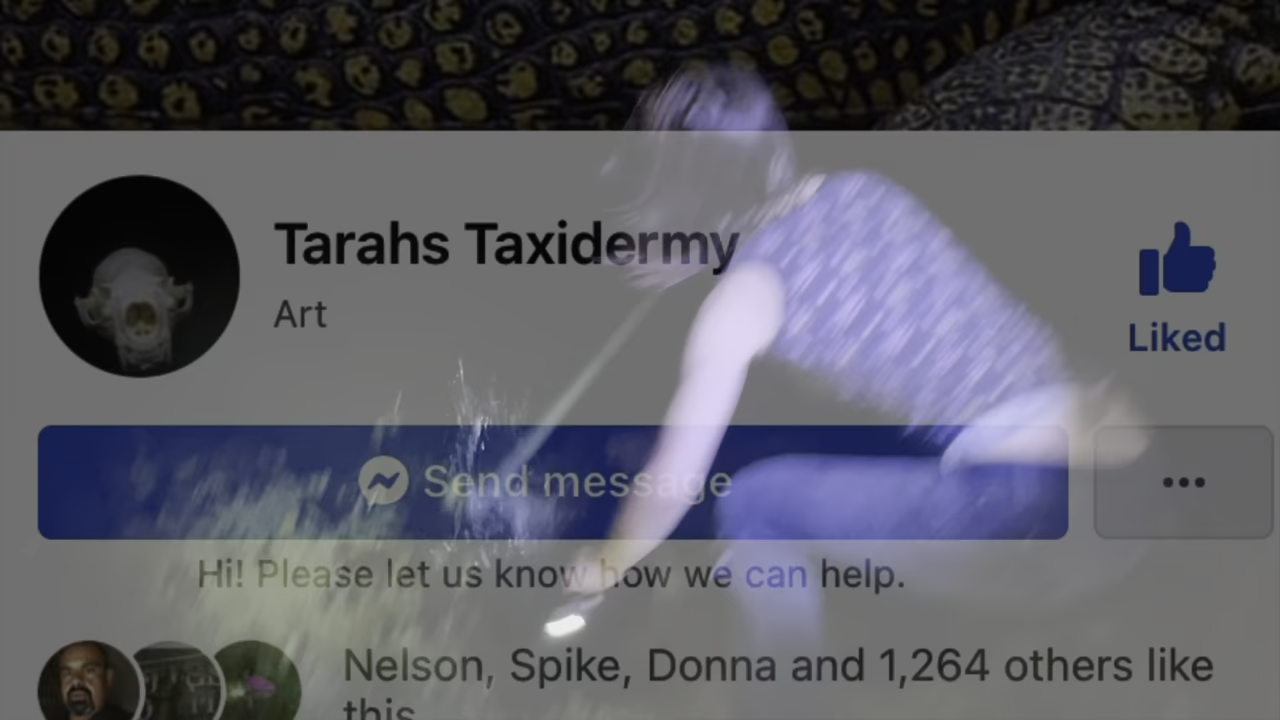 Tarahs Taxidermy
Art
Liked
Send message
Hi! Please let us know how we can help.
Nelson, Spike, Donna and 1,264 others like
this